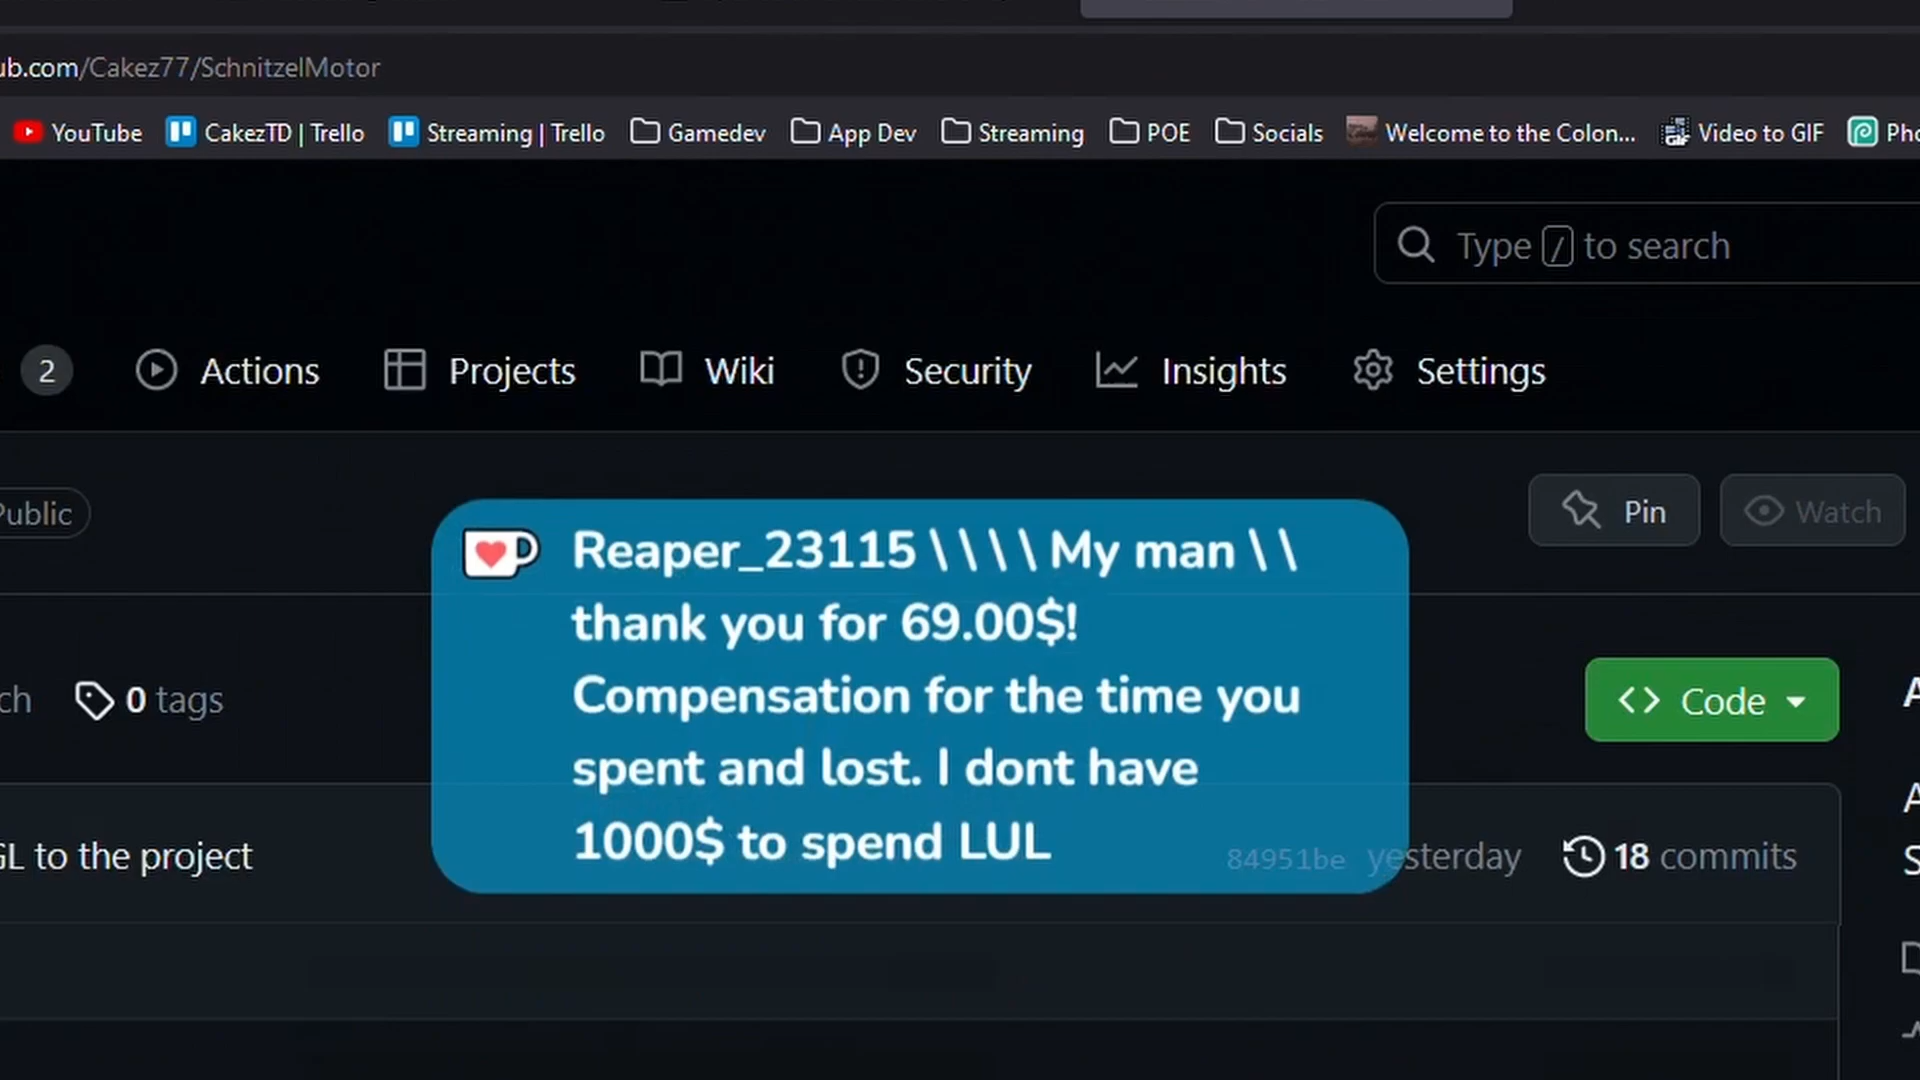 ub.com/Cakez77/SchnitzelMotor
YouTube CakezTD | Trello Streaming | Trello Gamedev App Dev Streaming POE Socials Welcome to the Colon... Video to GIF Pho
Type / to search
2 Actions Projects Wiki Security Insights Settings
Public Pin Watch
Reaper_23115 \\\\ My man \\
thank you for 69.00$!
Compensation for the time you
spent and lost. I dont have
1000$ to spend LUL
ch 0 tags Code
GL to the project 84951be yesterday 18 commits